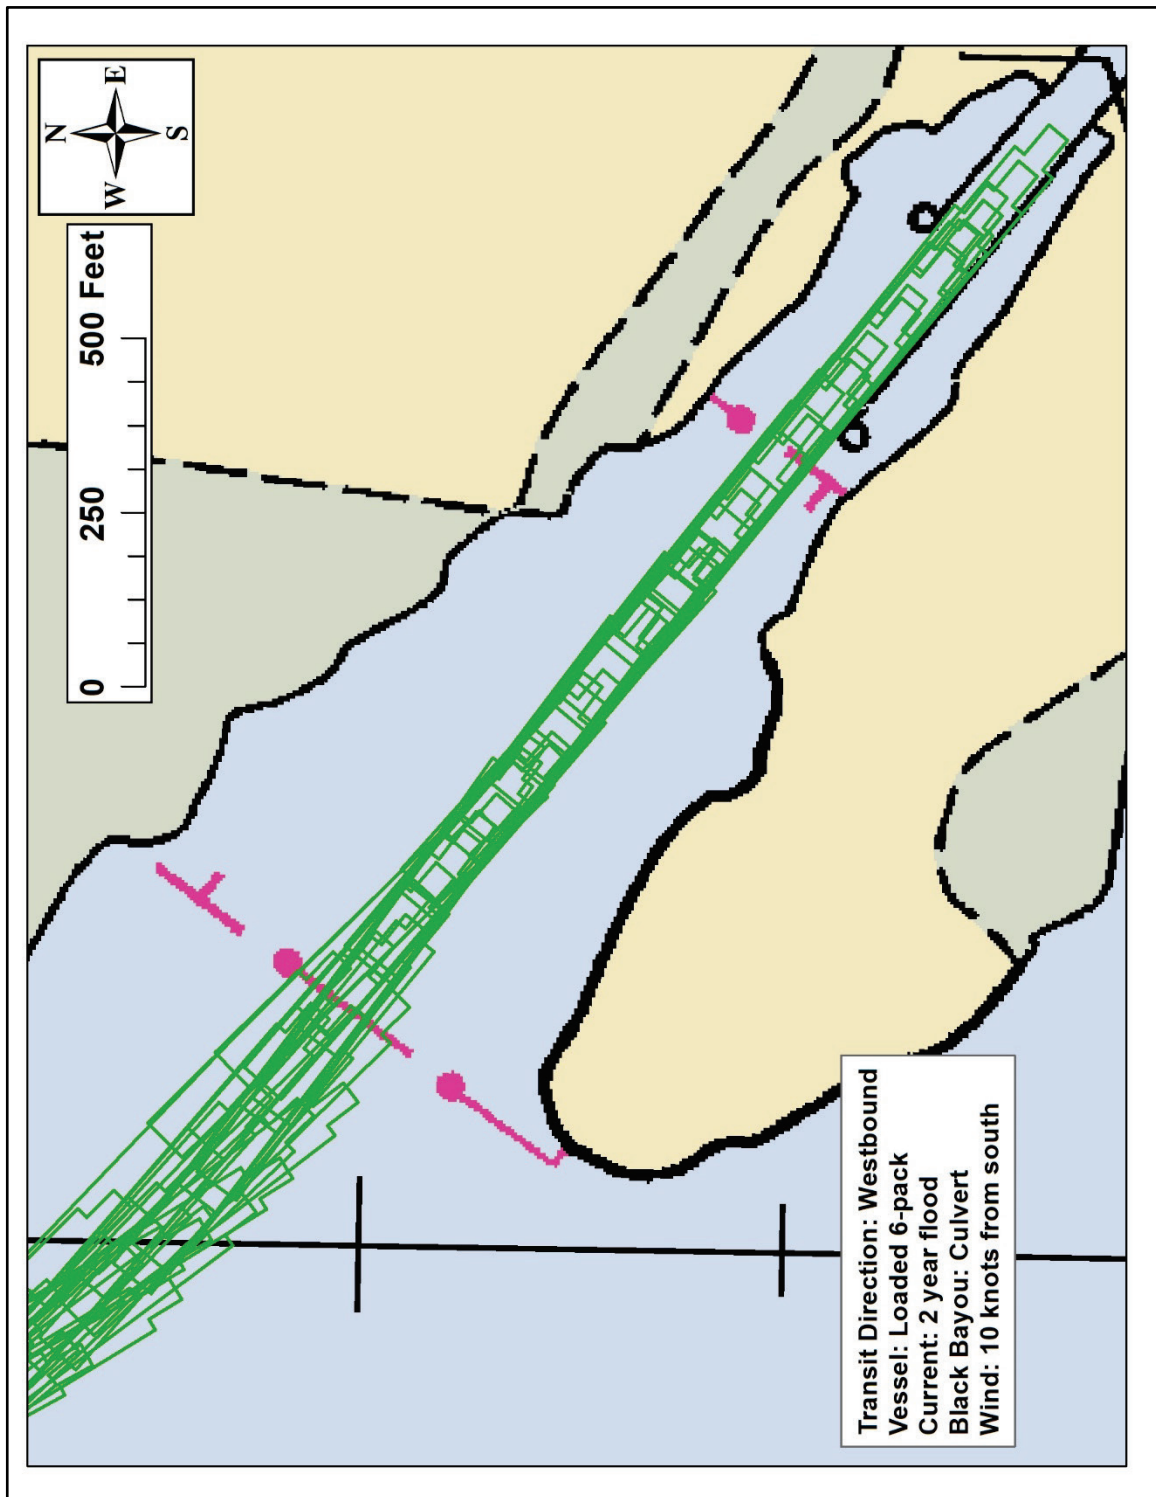 N
W E
S
0 250 500 Feet
Transit Direction: Westbound
Vessel: Loaded 6-pack
Current: 2 year flood
Black Bayou: Culvert
Wind: 10 knots from south